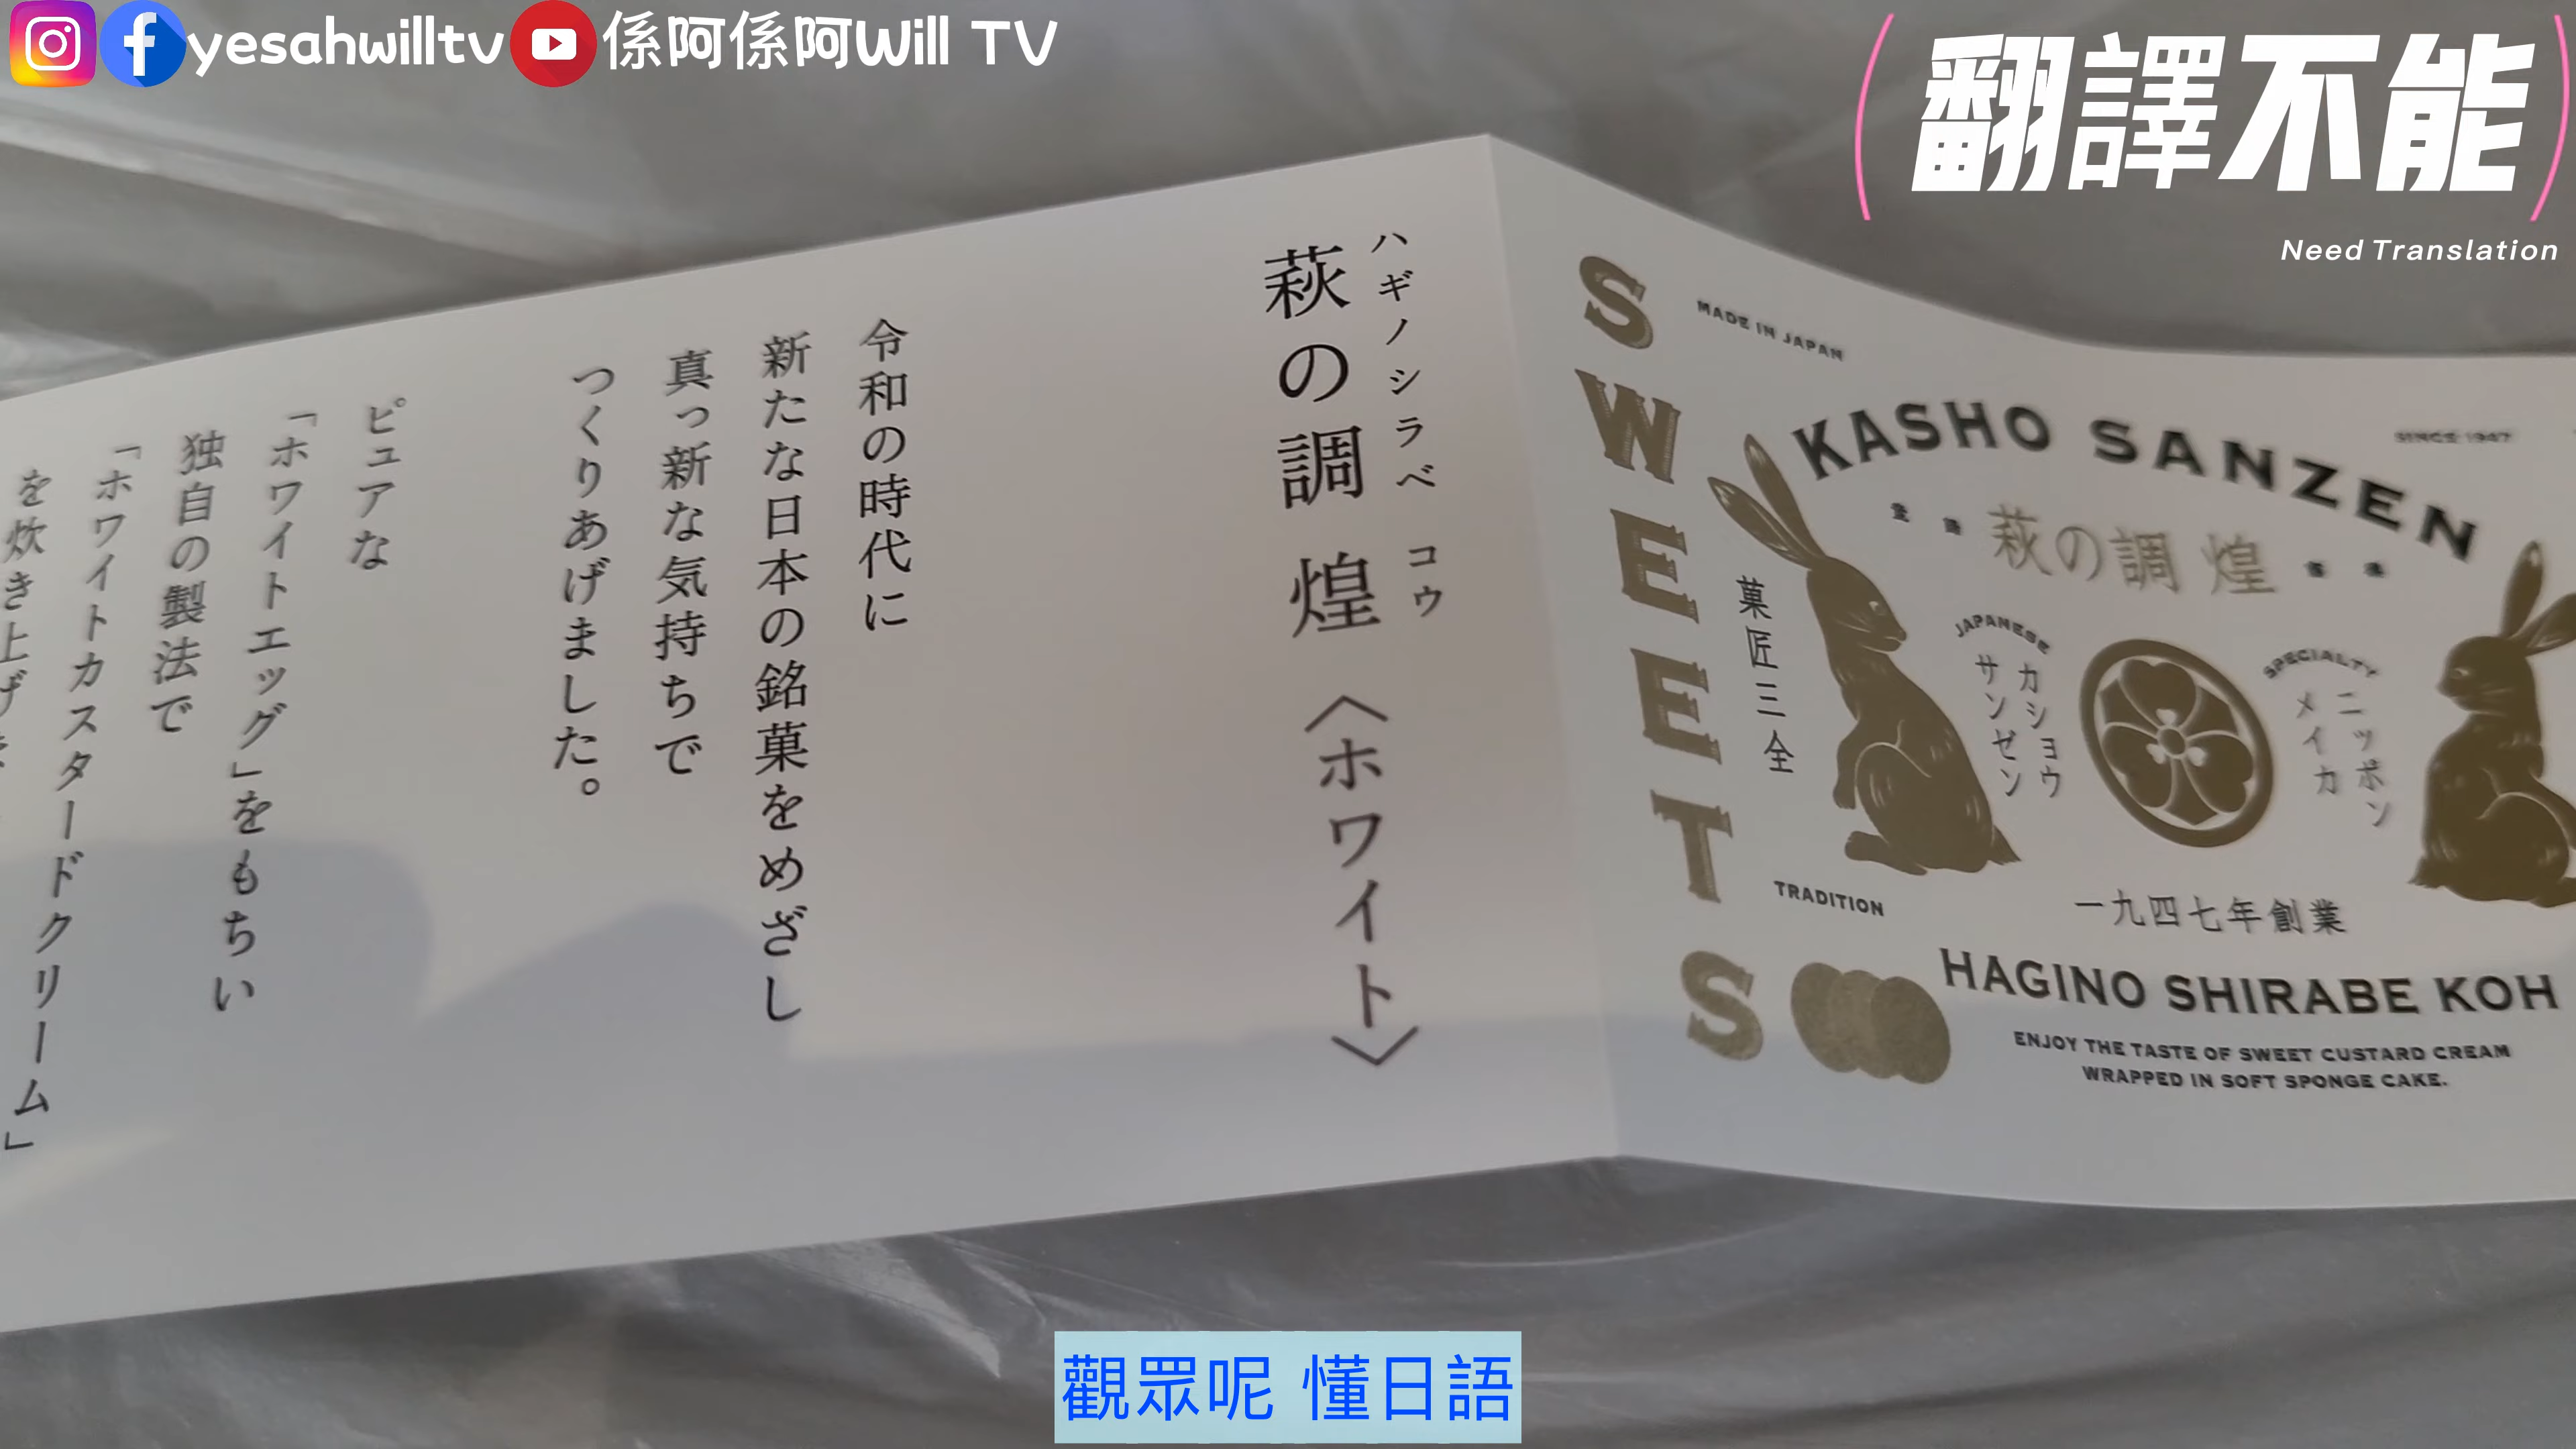 yesahwilltv 係阿係阿Will TV
(翻譯不能)
Need Translation
ハギノシラベ コウ
萩の調 煌〈ホワイト〉
令和の時代に
新たな日本の銘菓をめざし
真っ新な気持ちで
つくりあげました。
ピュアな
「ホワイトエッグ」をもちい
独自の製法で
「ホワイトカスタードクリーム」
を炊き上げ
SWEETS
MADE IN JAPAN
SINCE 1947
KASHO SANZEN
萩の調 煌
菓匠三全
JAPANESE
カショウ
サンゼン
SPECIALTY
ニッポン
メイカ
TRADITION
一九四七年創業
HAGINO SHIRABE KOH
ENJOY THE TASTE OF SWEET CUSTARD CREAM
WRAPPED IN SOFT SPONGE CAKE.
觀眾呢 懂日語